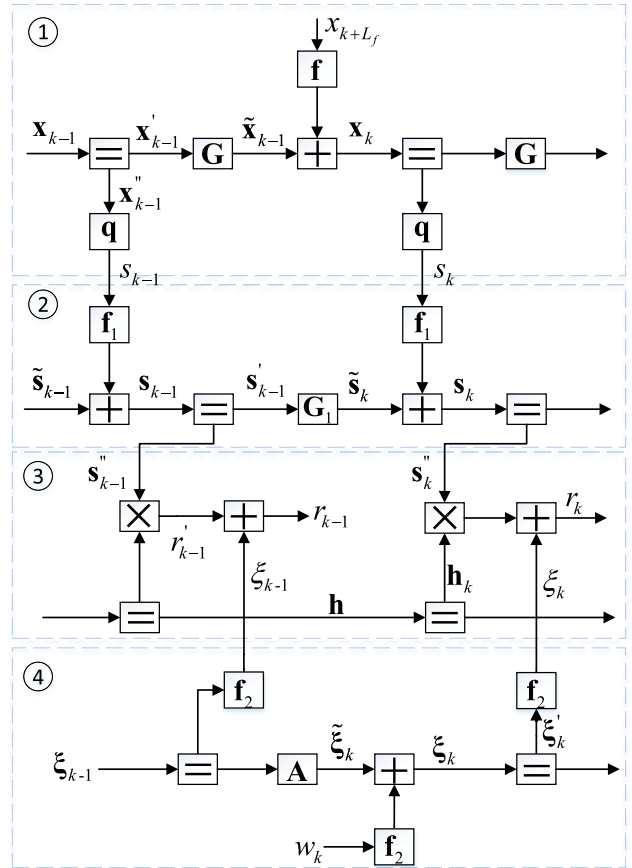 ①
x_{k+L_f}
f
x_{k-1} x'_{k-1} x̃_{k-1} x_k
= G + = G
x''_{k-1}
q q
s_{k-1} s_k
②
f_1 f_1
s̃_{k-1} s_{k-1} s'_{k-1} s̃_k s_k
+ = G_1 + =
③
s''_{k-1} s''_k
× + r_{k-1} × + r_k
r'_{k-1}
ξ_{k-1} h_k ξ_k
= h =
④
f_2 f_2
ξ̃_k ξ_k ξ'_k
ξ_{k-1} = A + =
w_k f_2